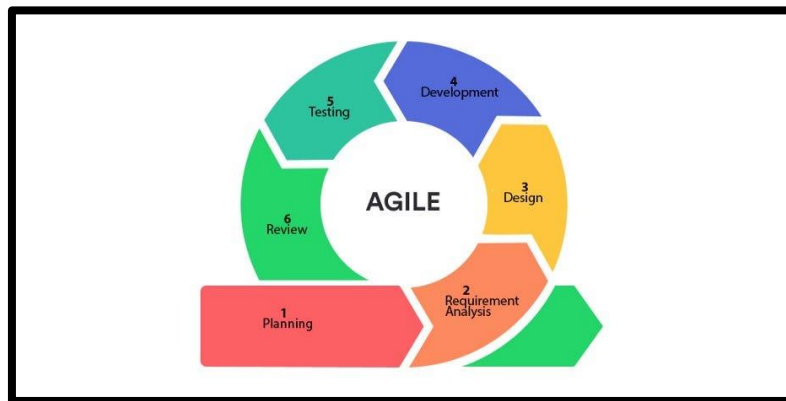 AGILE
1
Planning
2
Requirement
Analysis
3
Design
4
Development
5
Testing
6
Review